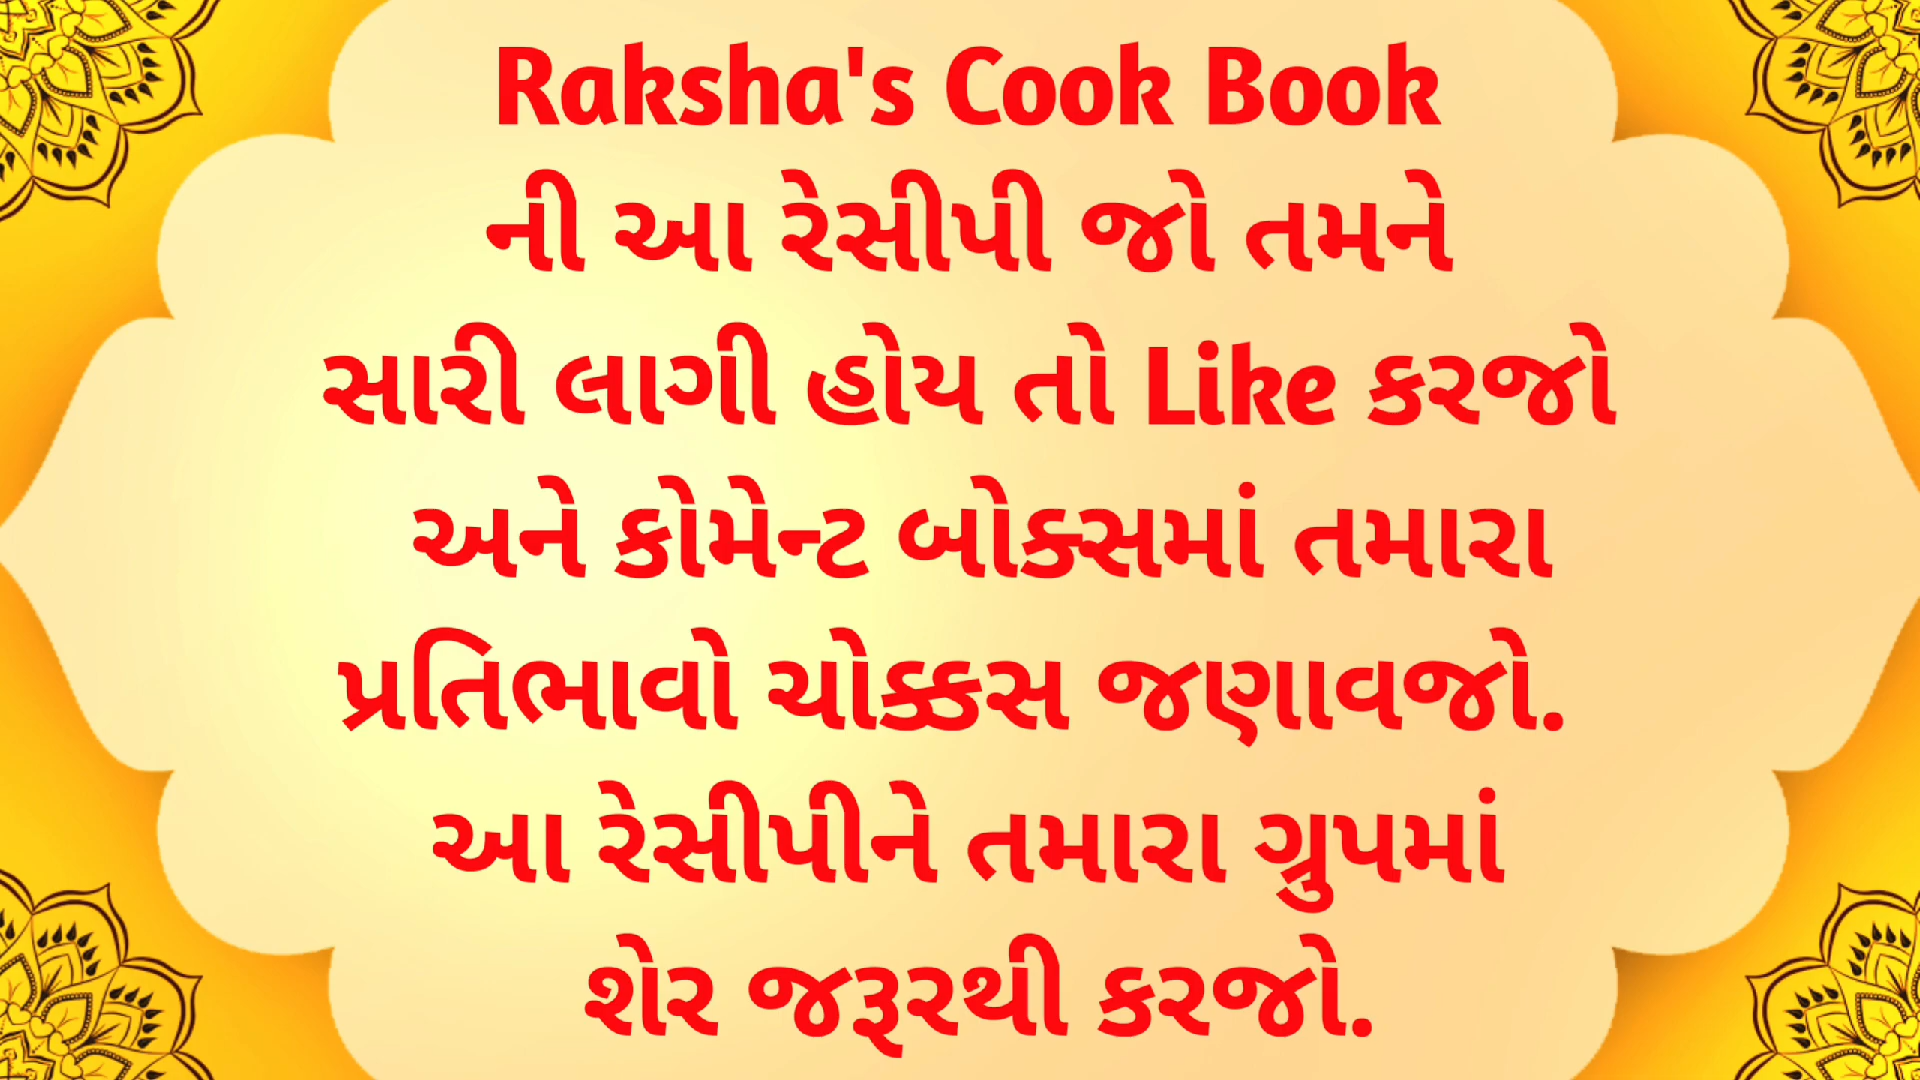 Raksha's Cook Book
ની આ રેસીપી જો તમને
સારી લાગી હોય તો Like કરજો
અને કોમેન્ટ બોક્સમાં તમારા
પ્રતિભાવો ચોક્કસ જણાવજો.
આ રેસીપીને તમારા ગ્રુપમાં
શેર જરૂરથી કરજો.